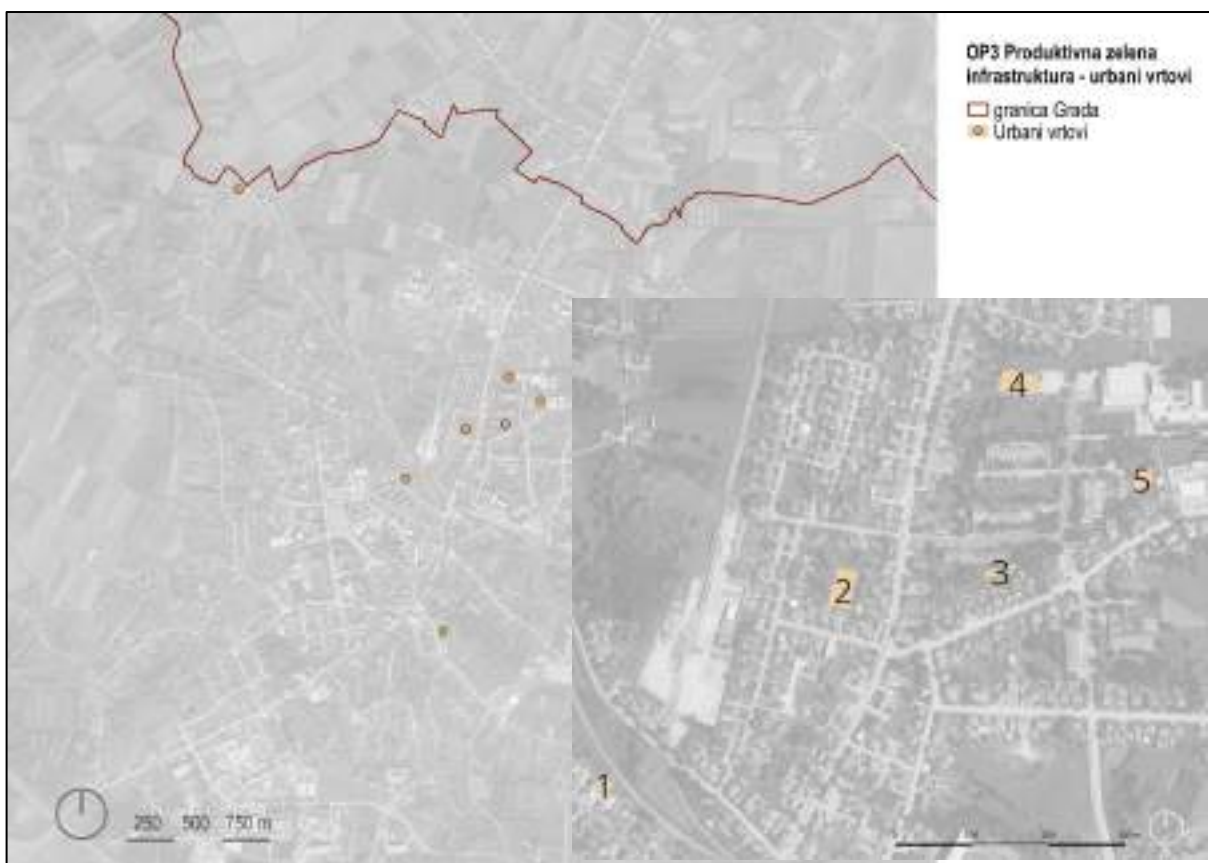 OP3 Produktivna zelena
infrastruktura - urbani vrtovi
granica Grada
Urbani vrtovi
4
5
3
2
1
250 500 750 m